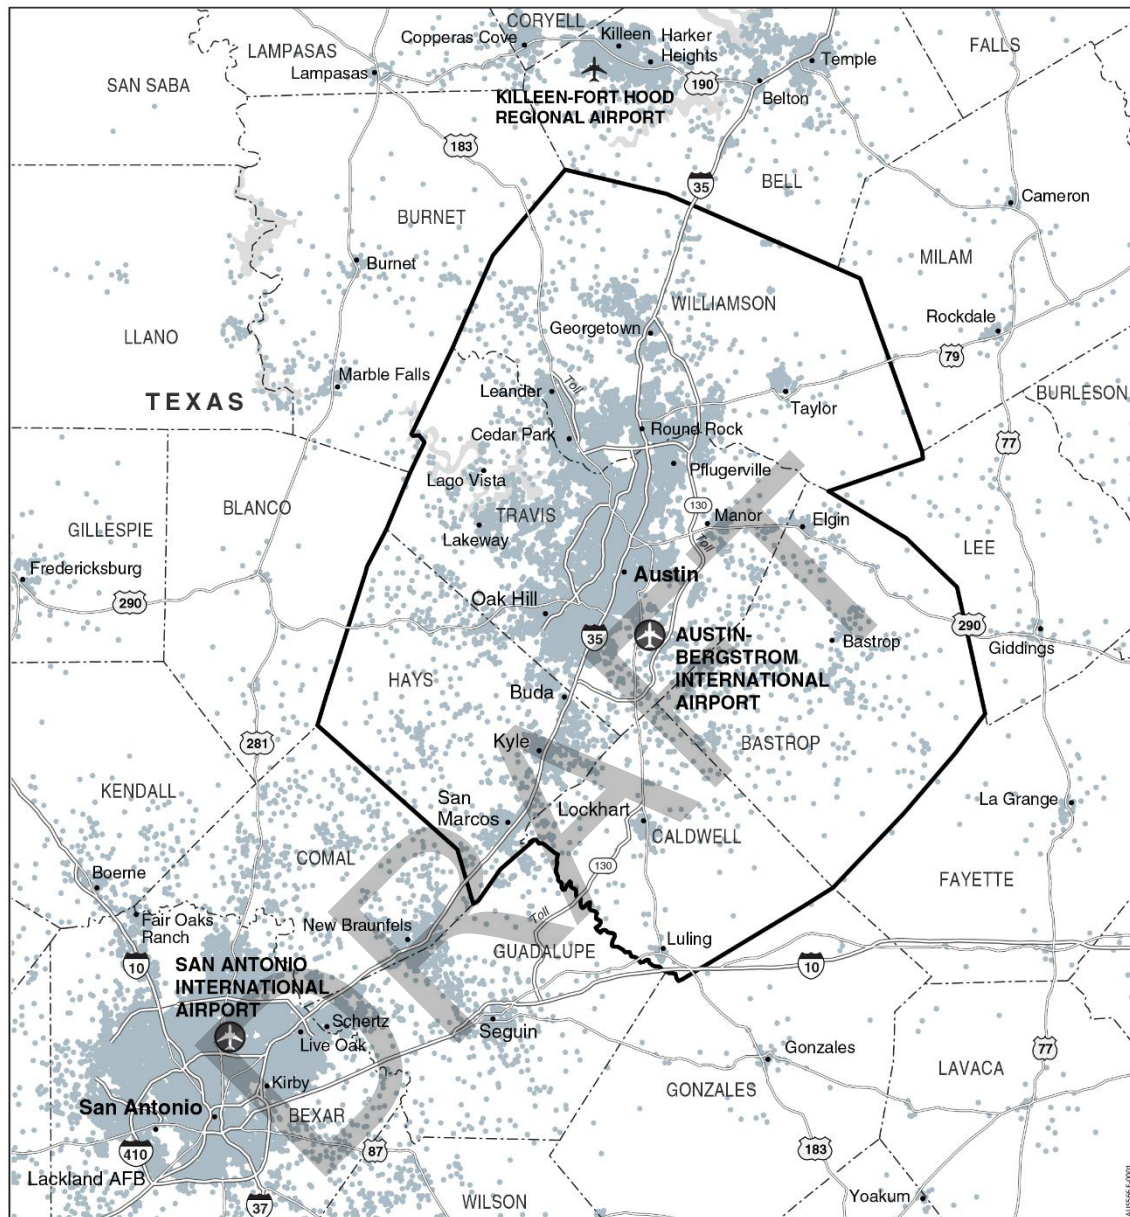 CORYELL
Copperas Cove
Killeen
Harker
Heights
LAMPASAS
Lampasas
Temple
FALLS
SAN SABA
190
Belton
KILLEEN-FORT HOOD
REGIONAL AIRPORT
183
35
BELL
Cameron
BURNET
MILAM
Burnet
WILLIAMSON
Rockdale
Georgetown
LLANO
79
Marble Falls
Toll
Leander
Taylor
BURLESON
TEXAS
Cedar Park
Round Rock
77
Pflugerville
Lago Vista
BLANCO
130
TRAVIS
Manor
Elgin
GILLESPIE
Lakeway
Toll
LEE
Fredericksburg
Austin
290
Oak Hill
290
35
AUSTIN-
BERGSTROM
INTERNATIONAL
AIRPORT
Bastrop
Giddings
HAYS
Buda
281
Kyle
BASTROP
KENDALL
San
Marcos
Lockhart
La Grange
CALDWELL
COMAL
130
Boerne
FAYETTE
Fair Oaks
Ranch
New Braunfels
Toll
GUADALUPE
Luling
10
SAN ANTONIO
INTERNATIONAL
AIRPORT
10
Schertz
Live Oak
Seguin
Gonzales
77
LAVACA
Kirby
GONZALES
San Antonio
BEXAR
410
87
183
Lackland AFB
37
WILSON
Yoakum
DRAFT